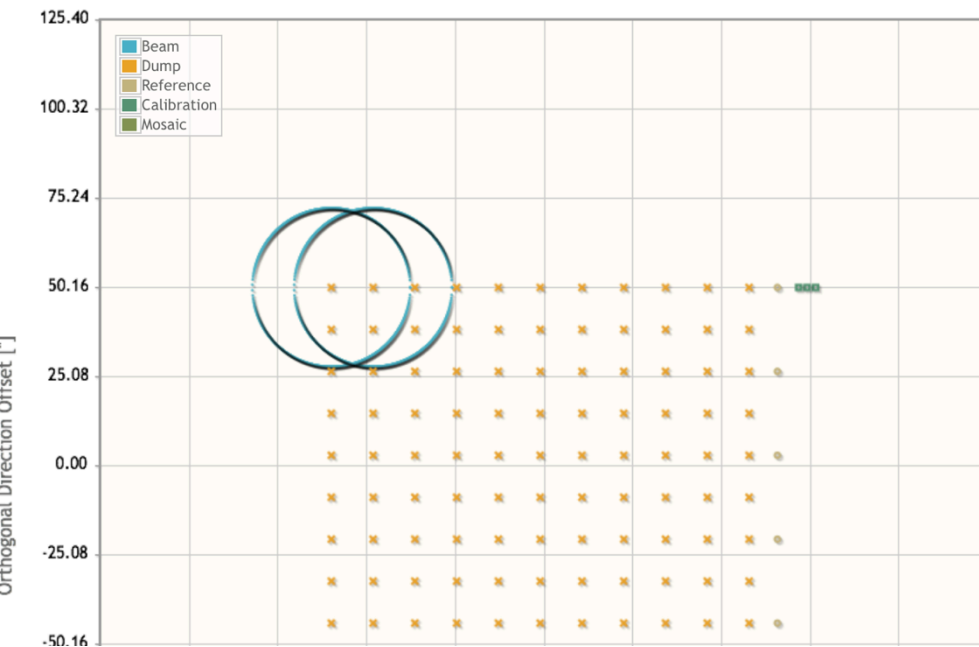 125.40
Beam
Dump
Reference
Calibration
Mosaic
100.32
75.24
50.16
25.08
0.00
-25.08
-50.16
Orthogonal Direction Offset ["]